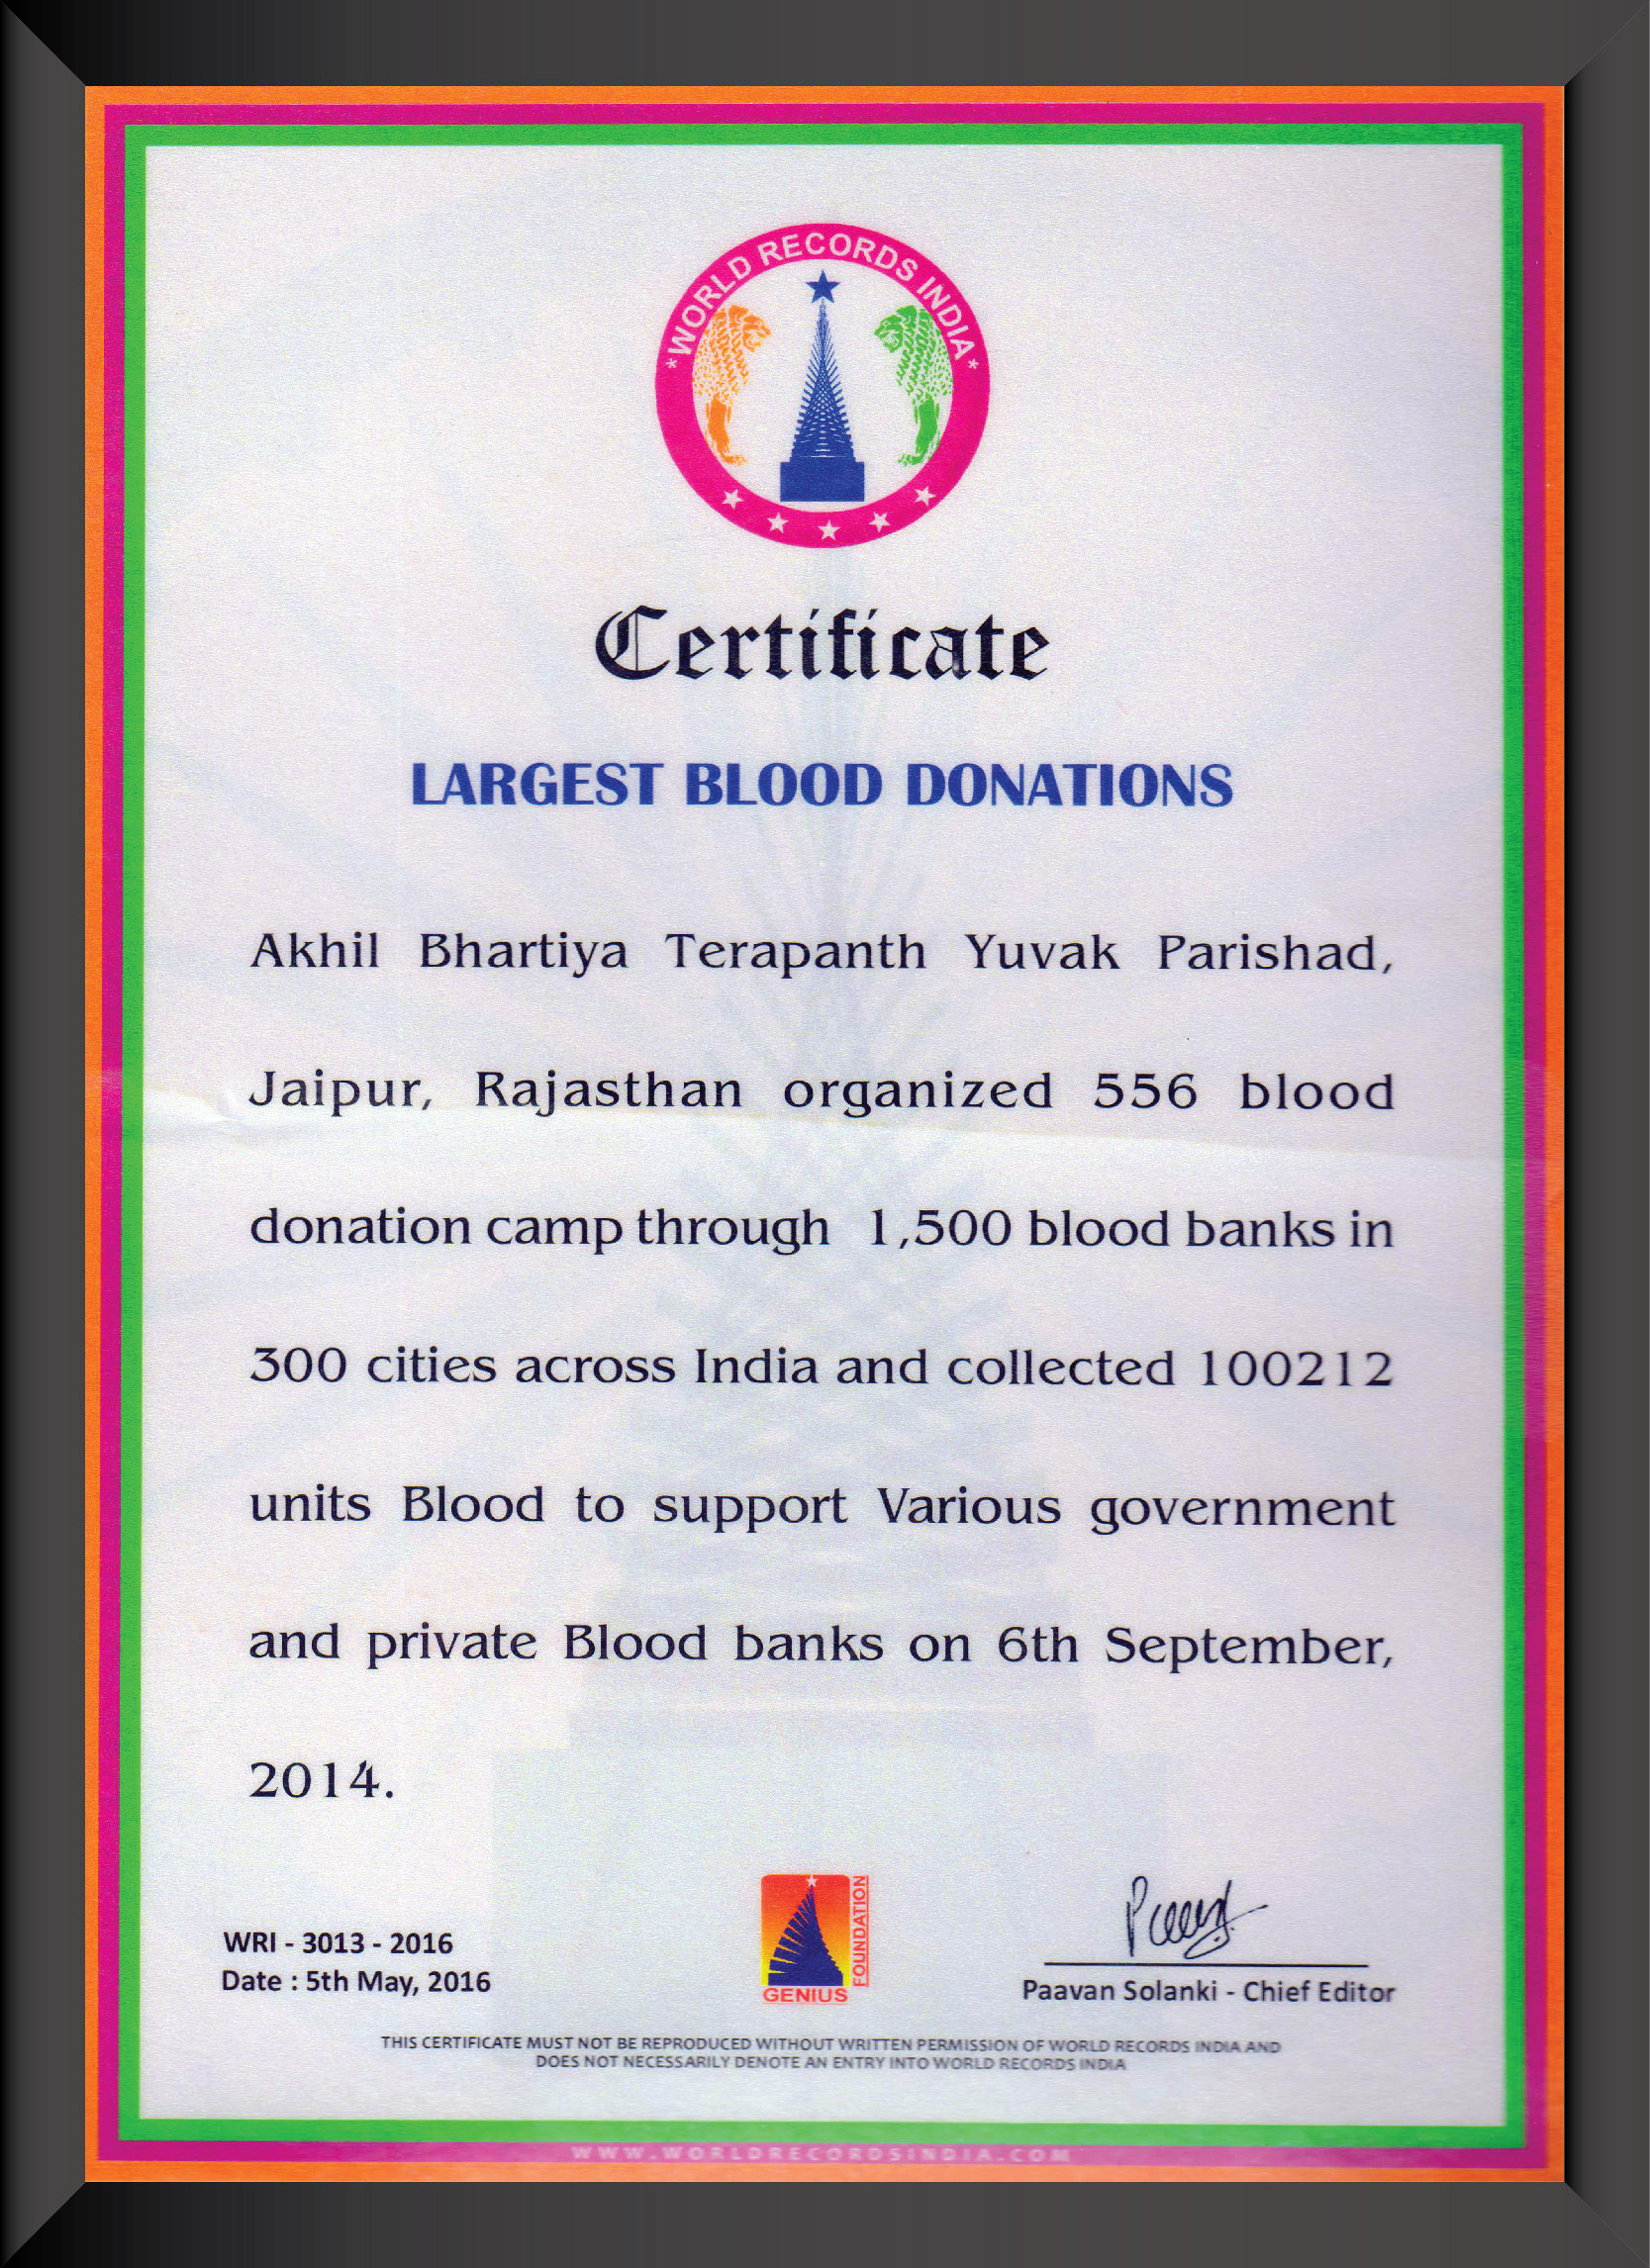 *WORLD RECORDS INDIA*
Certificate
LARGEST BLOOD DONATIONS
Akhil Bhartiya Terapanth Yuvak Parishad,
Jaipur, Rajasthan organized 556 blood
donation camp through 1,500 blood banks in
300 cities across India and collected 100212
units Blood to support Various government
and private Blood banks on 6th September,
2014.
WRI - 3013 - 2016
Date : 5th May, 2016
GENIUS
FOUNDATION
Paavan Solanki - Chief Editor
THIS CERTIFICATE MUST NOT BE REPRODUCED WITHOUT WRITTEN PERMISSION OF WORLD RECORDS INDIA AND
DOES NOT NECESSARILY DENOTE AN ENTRY INTO WORLD RECORDS INDIA
WWW.WORLDRECORDSINDIA.COM